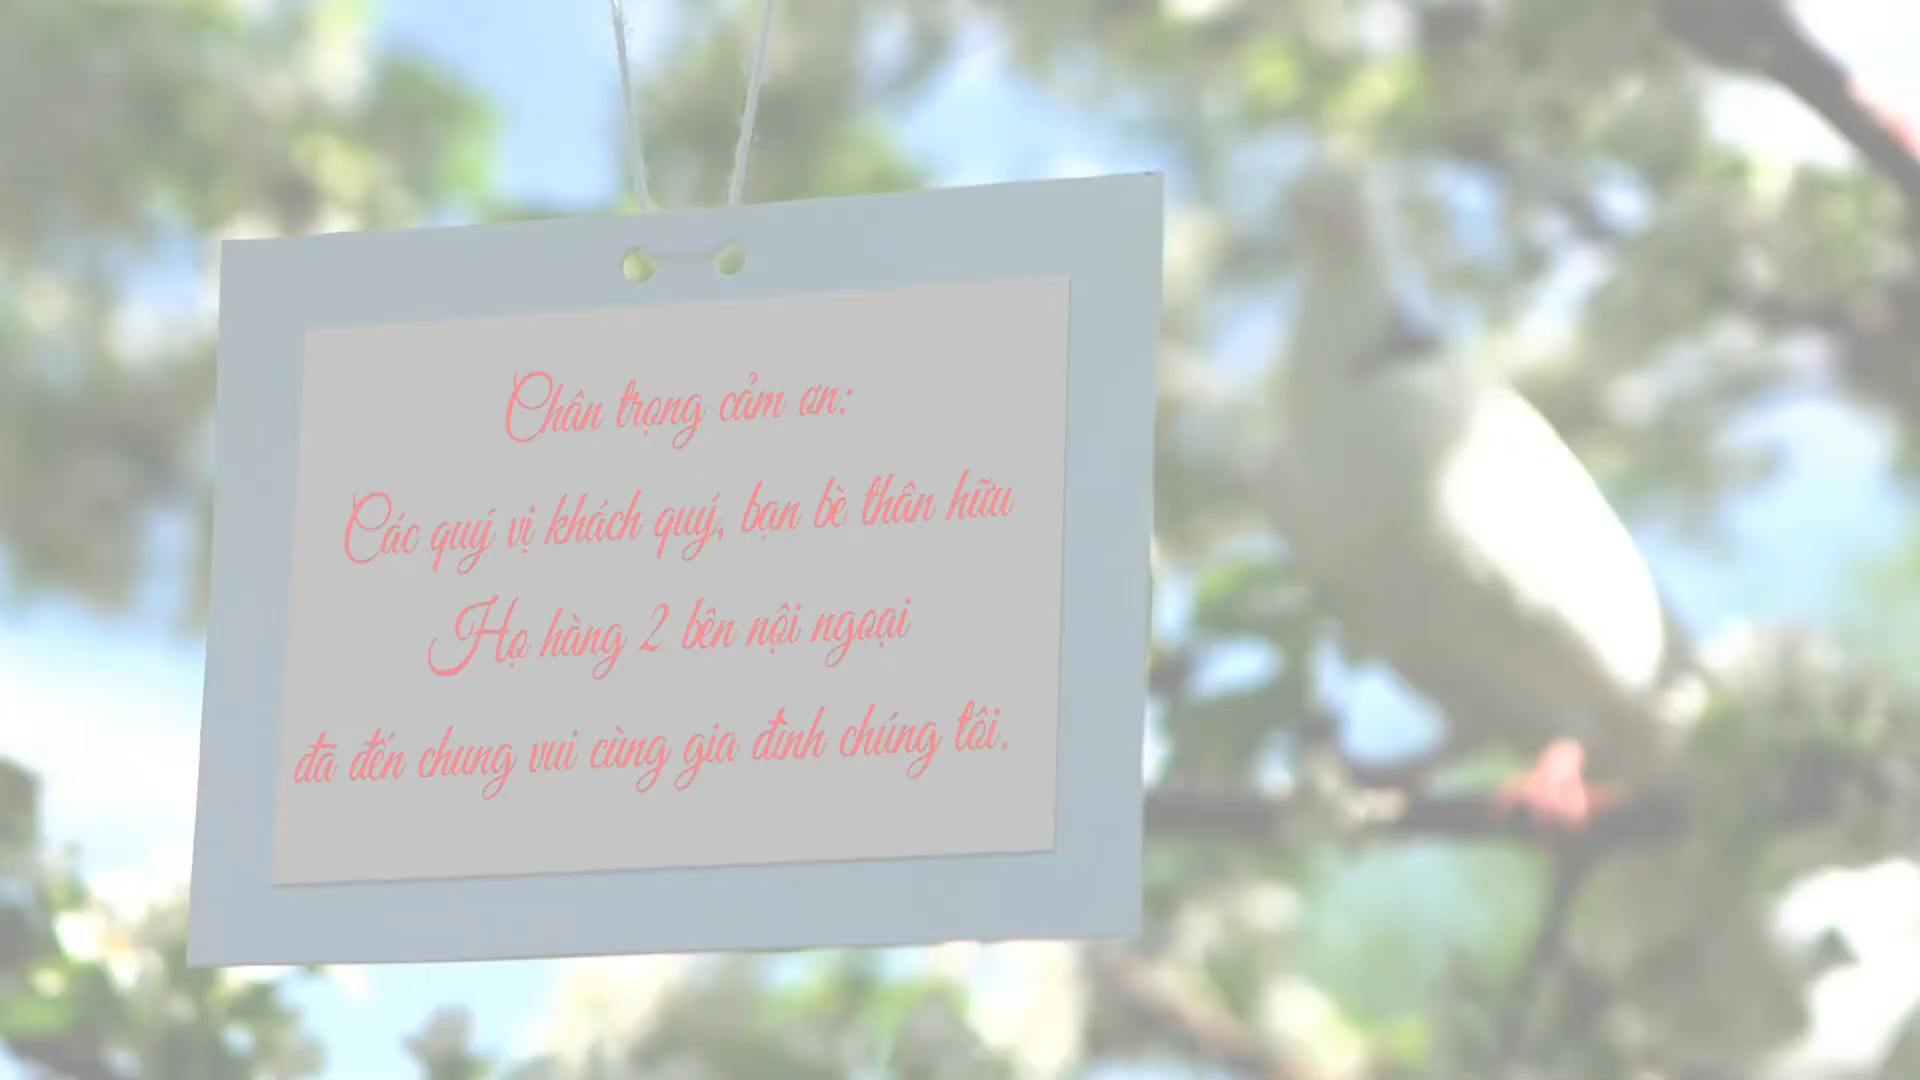 Chân trọng cảm ơn:
Các quý vị khách quý, bạn bè thân hữu
Họ hàng 2 bên nội ngoại
đã đến chung vui cùng gia đình chúng tôi.